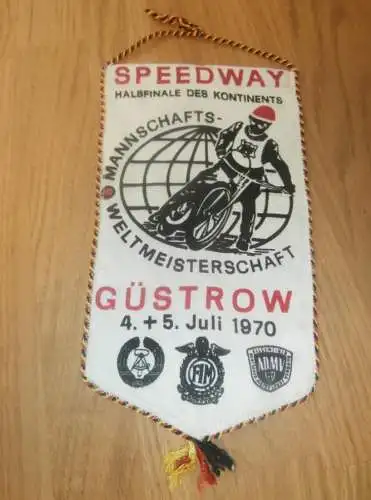 SPEEDWAY
HALBFINALE DES KONTINENTS
MANNSCHAFTS-
WELTMEISTERSCHAFT
GÜSTROW
4. + 5. Juli 1970
FIM
ADMV